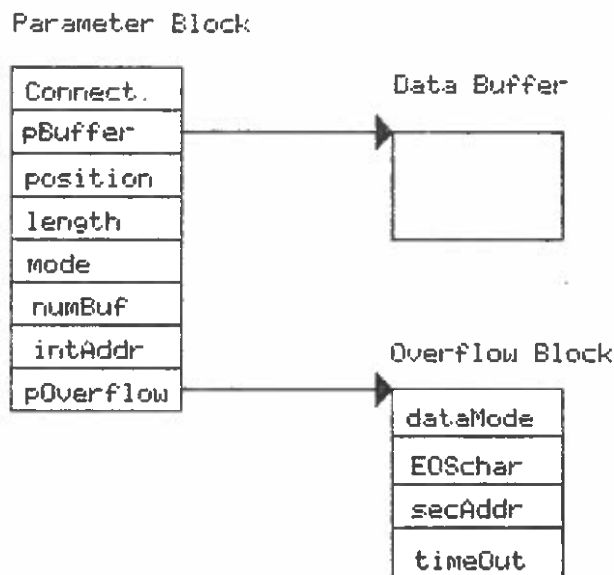 Parameter Block
Connect.
pBuffer
position
length
mode
numBuf
intAddr
pOverflow
Data Buffer
Overflow Block
dataMode
EOSchar
secAddr
timeOut